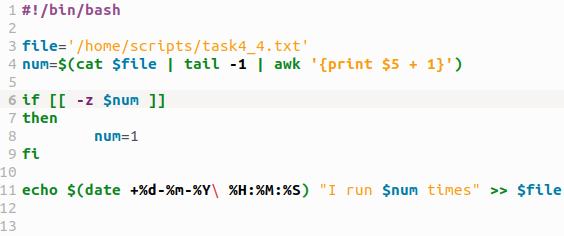 1 #!/bin/bash
2
3 file='/home/scripts/task4_4.txt'
4 num=$(cat $file | tail -1 | awk '{print $5 + 1}')
5
6 if [[ -z $num ]]
7 then
8         num=1
9 fi
10
11 echo $(date +%d-%m-%Y\ %H:%M:%S) "I run $num times" >> $file
12
13